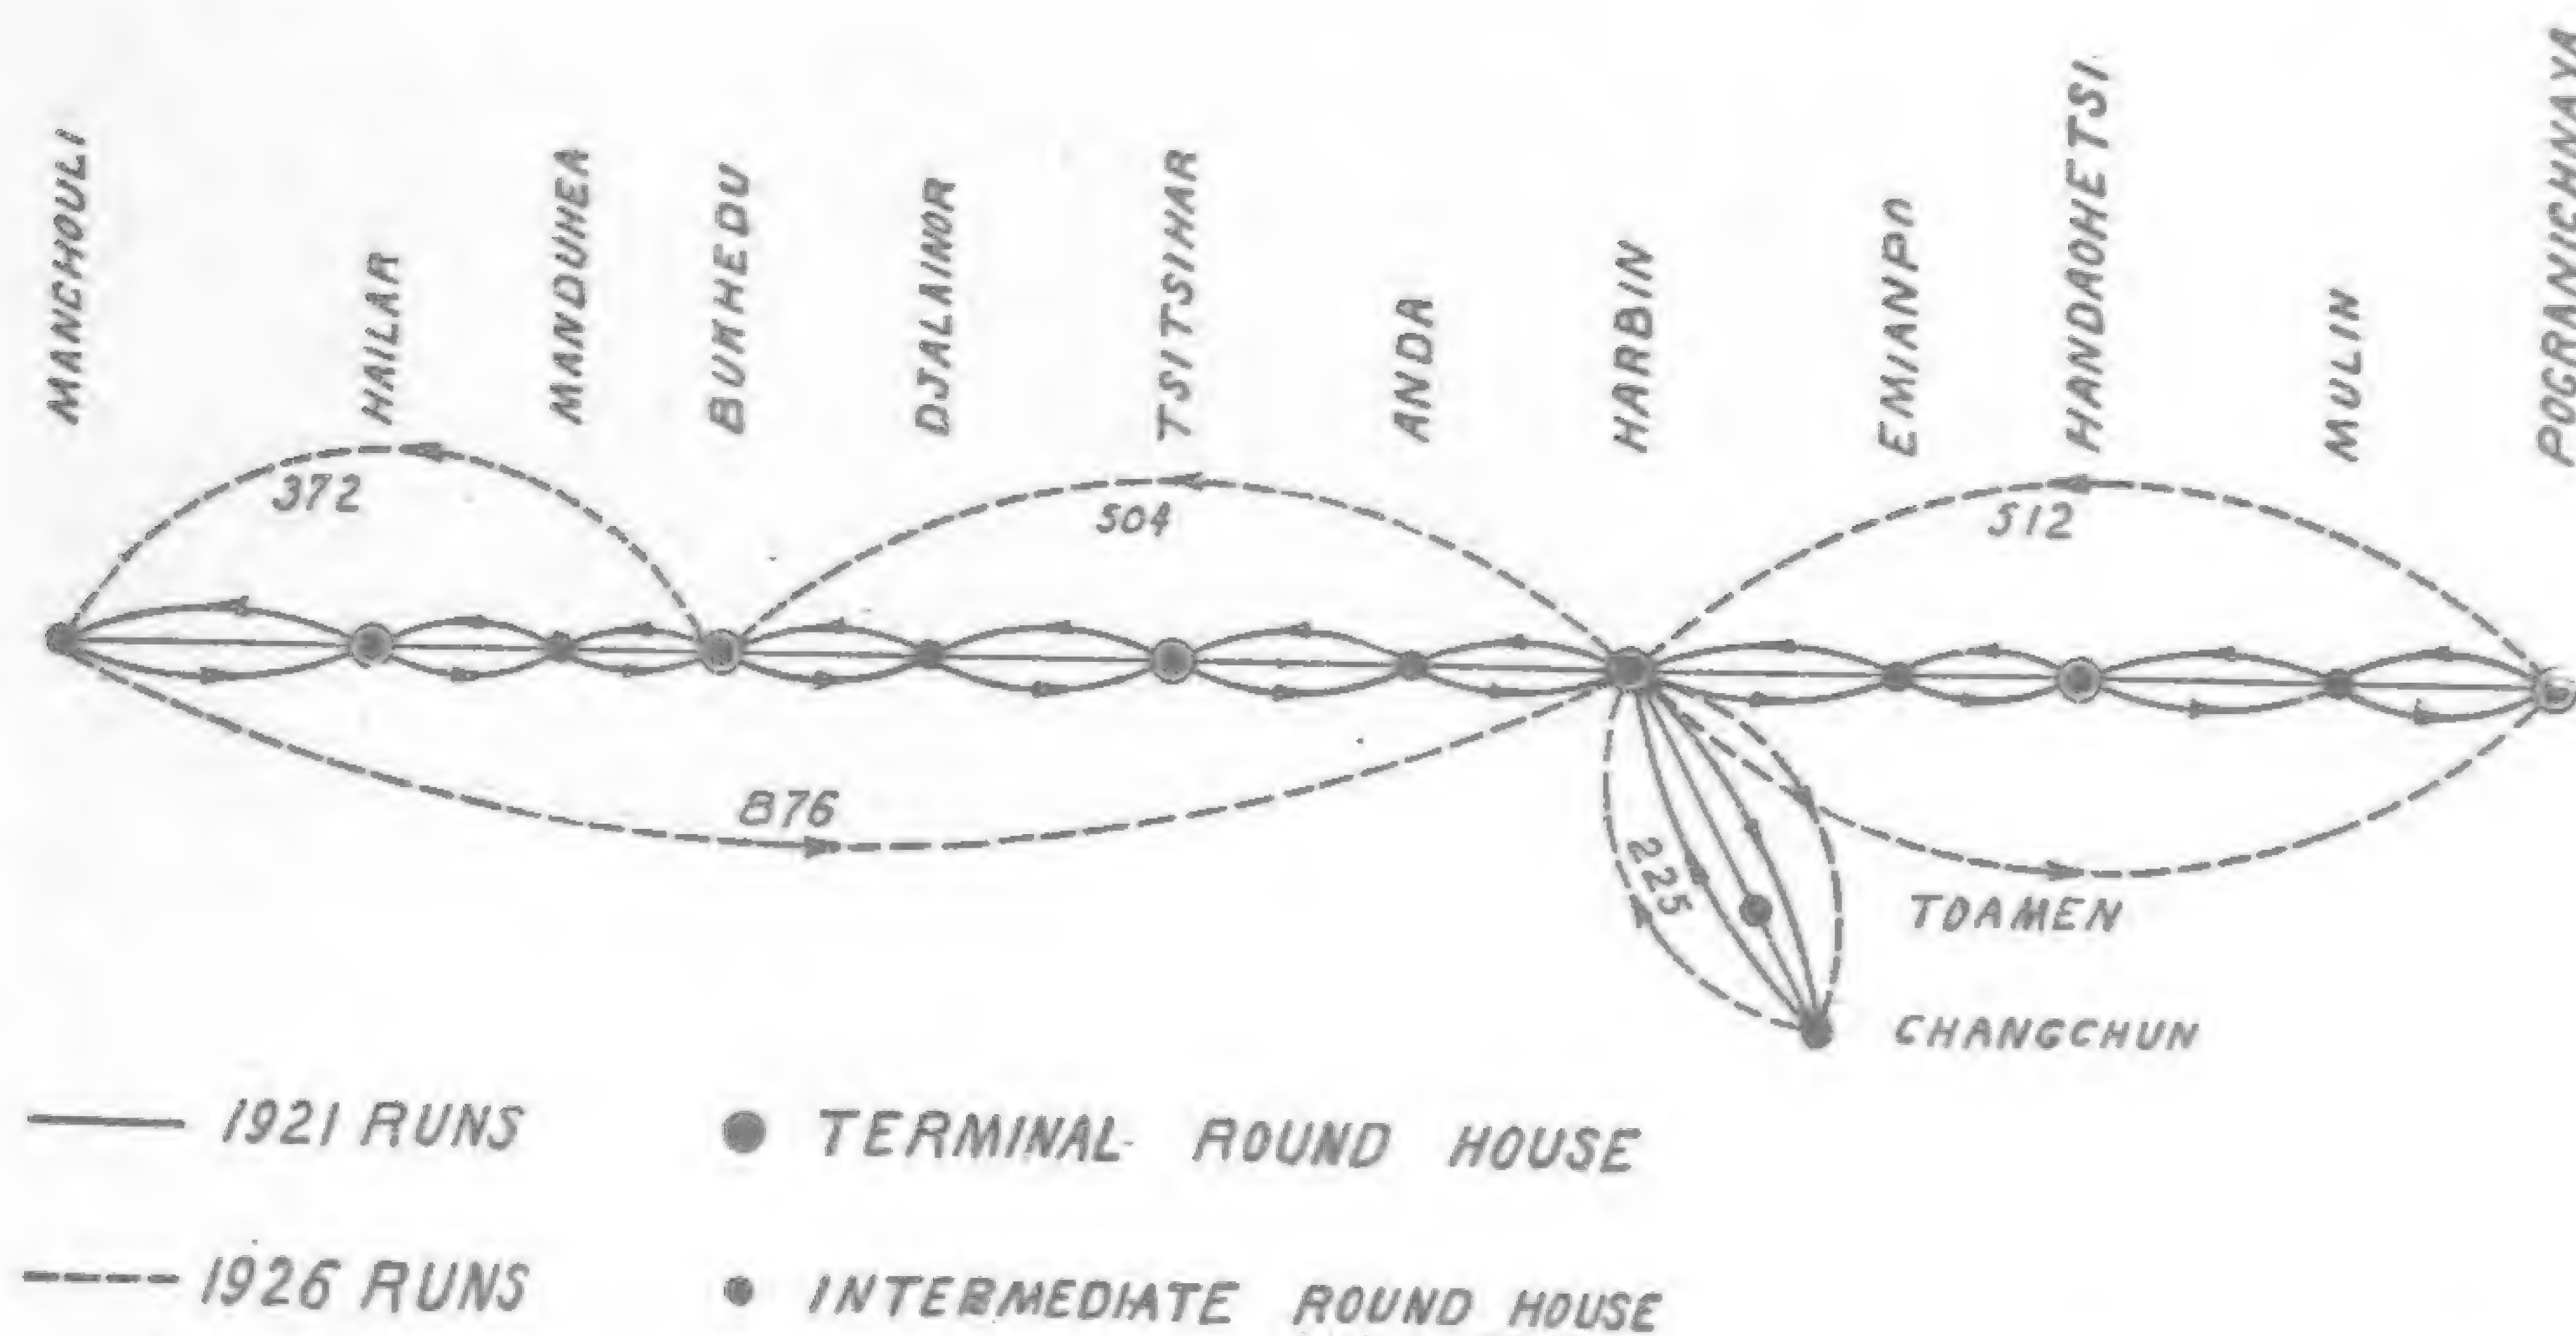 MANCHOULI
HAILAR
MANDUHEA
BUKHEDU
DJALAINOR
TSITSIHAR
ANDA
HARBIN
EMIANPO
HANDAOHETSI
MULIN
POGRANICHNAYA
372
504
512
876
225
TOAMEN
CHANGCHUN
1921 RUNS
TERMINAL ROUND HOUSE
1926 RUNS
INTERMEDIATE ROUND HOUSE